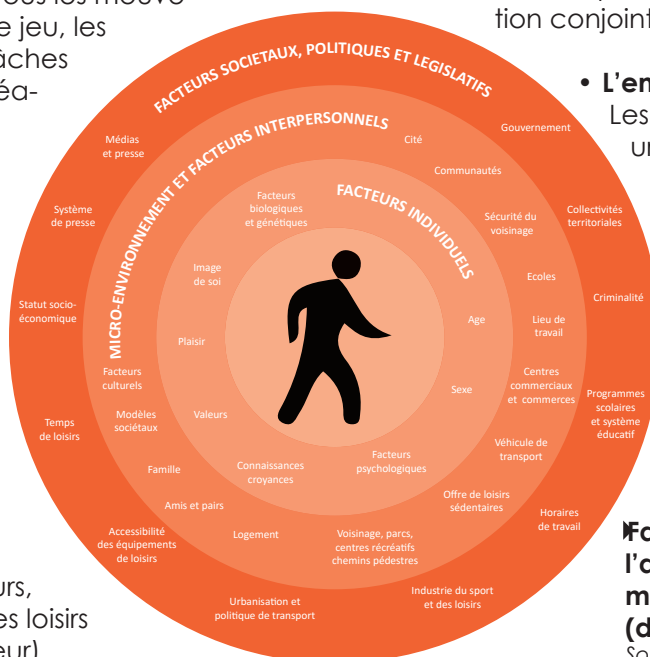 tous les mouve
e jeu, les
âches
éa-
tion conjoint
• L'en
Les
un
FACTEURS SOCIETAUX, POLITIQUES ET LEGISLATIFS
Médias
et presse
Système
de presse
Statut socio-
économique
Temps
de loisirs
Accessibilité
des équipements
de loisirs
Urbanisation et
politique de transport
Industrie du sport
et des loisirs
Horaires
de travail
Programmes
scolaires
et système
éducatif
Criminalité
Collectivités
territoriales
Gouvernement
MICRO-ENVIRONNEMENT ET FACTEURS INTERPERSONNELS
Cité
Communautés
Sécurité du
voisinage
Ecoles
Lieu de
travail
Centres
commerciaux
et commerces
Véhicule de
transport
Offre de loisirs
sédentaires
Voisinage, parcs,
centres récréatifs
chemins pédestres
Logement
Amis et pairs
Famille
Modèles
sociétaux
Facteurs
culturels
FACTEURS INDIVIDUELS
Facteurs
biologiques
et génétiques
Image
de soi
Plaisir
Valeurs
Connaissances
croyances
Facteurs
psychologiques
Sexe
Age
urs,
es loisirs
eur)
Fa
l'a
m
(d
So